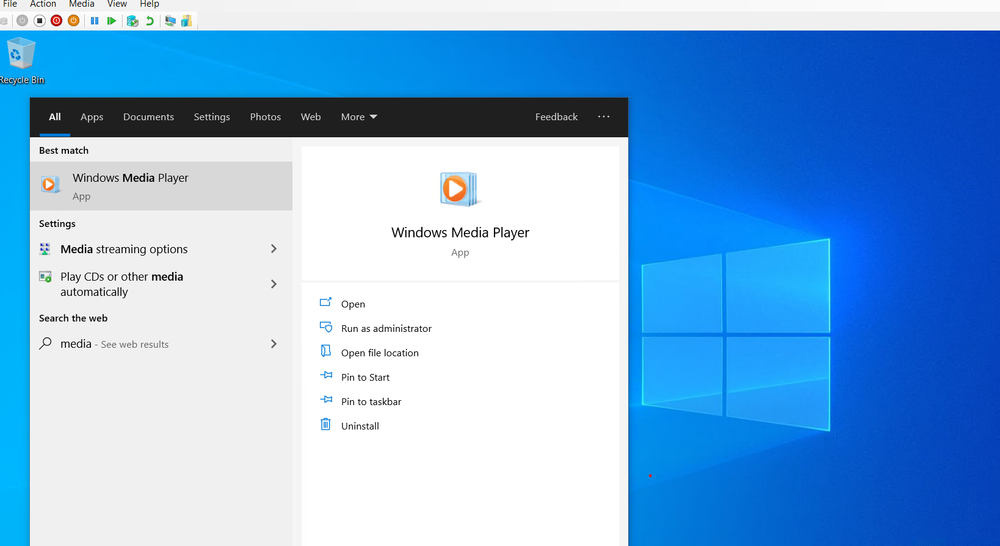 File Action Media View Help
Recycle Bin
All Apps Documents Settings Photos Web More Feedback ...
Best match
Windows Media Player
App
Settings
Media streaming options
Play CDs or other media
automatically
Search the web
media - See web results
Windows Media Player
App
Open
Run as administrator
Open file location
Pin to Start
Pin to taskbar
Uninstall